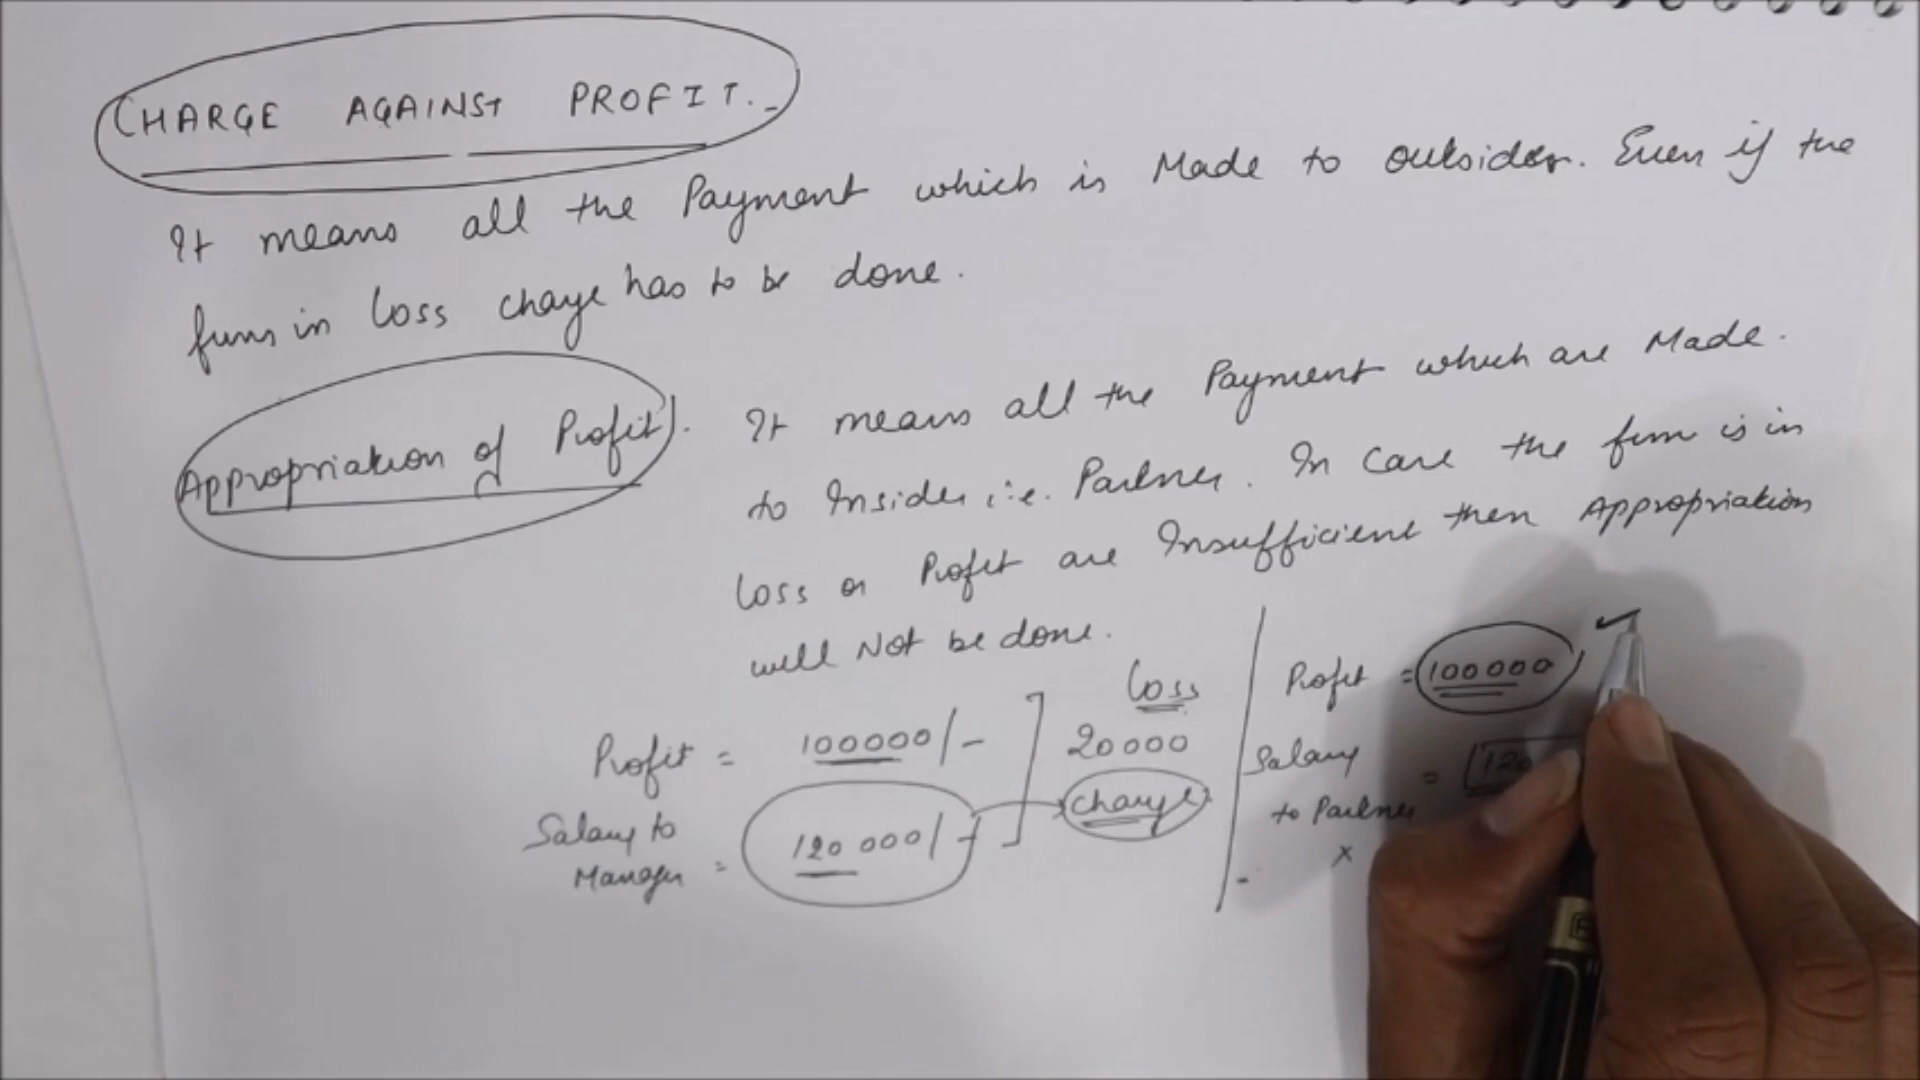 CHARGE AGAINST PROFIT.
It means all the Payment which is Made to outsider. Even if the
firm in loss charge has to be done.
Appropriation of Profit). It means all the Payment which are Made.
to Insider, i.e. Partner. In case the firm is in
loss or Profit are Insufficient then Appropriation
will Not be done.
Profit = 100000/-
Salary to
Manager = 120 000/-
Loss
20000
charge
Profit = 100000
Salary
to Partner =
x